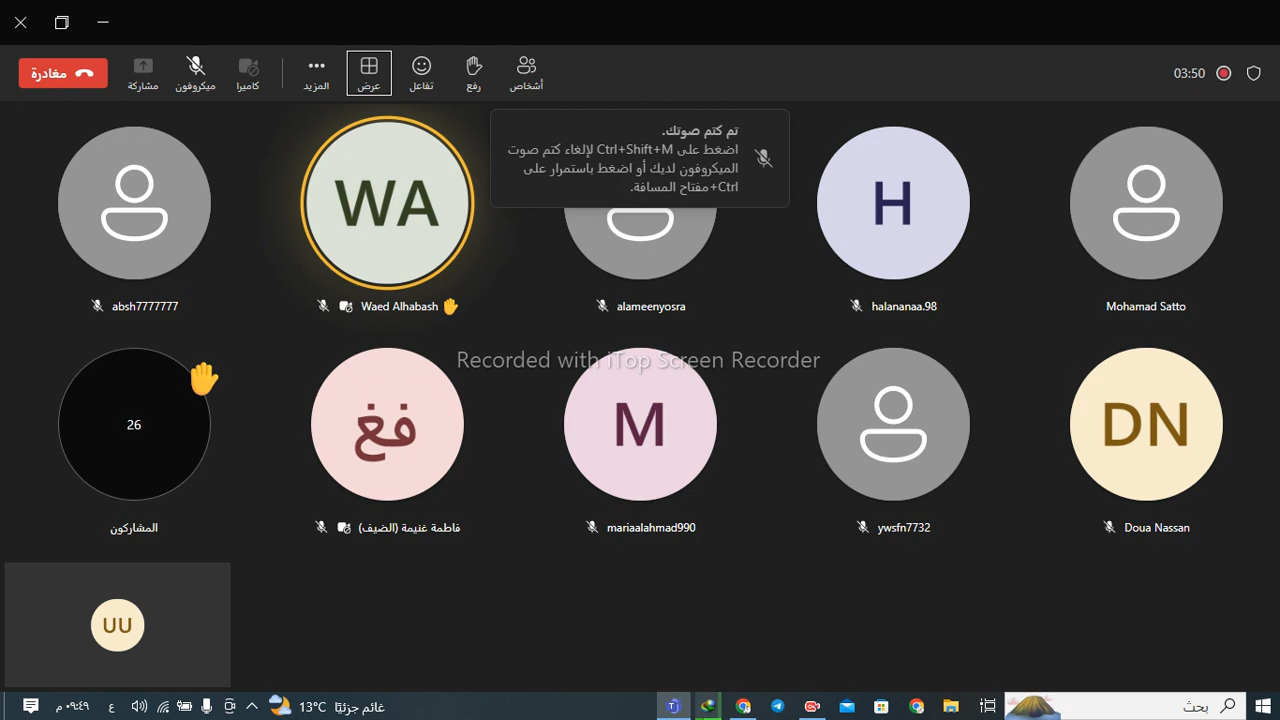 مغادرة
مشاركة
ميكروفون
كاميرا
المزيد
عرض
تفاعل
رفع
أشخاص
03:50
تم كتم صوتك.
اضغط على Ctrl+Shift+M لإلغاء كتم صوت
الميكروفون لديك أو اضغط باستمرار على
Ctrl+مفتاح المسافة.
WA
H
absh7777777
Waed Alhabash
alameenyosra
halananaa.98
Mohamad Satto
Recorded with iTop Screen Recorder
26
فغ
M
DN
المشاركون
فاطمة غنيمة (الضيف)
mariaalahmad990
ywsfn7732
Doua Nassan
UU
٠٩:٤٩ م
ع
13°C غائم جزئيًا
بحث